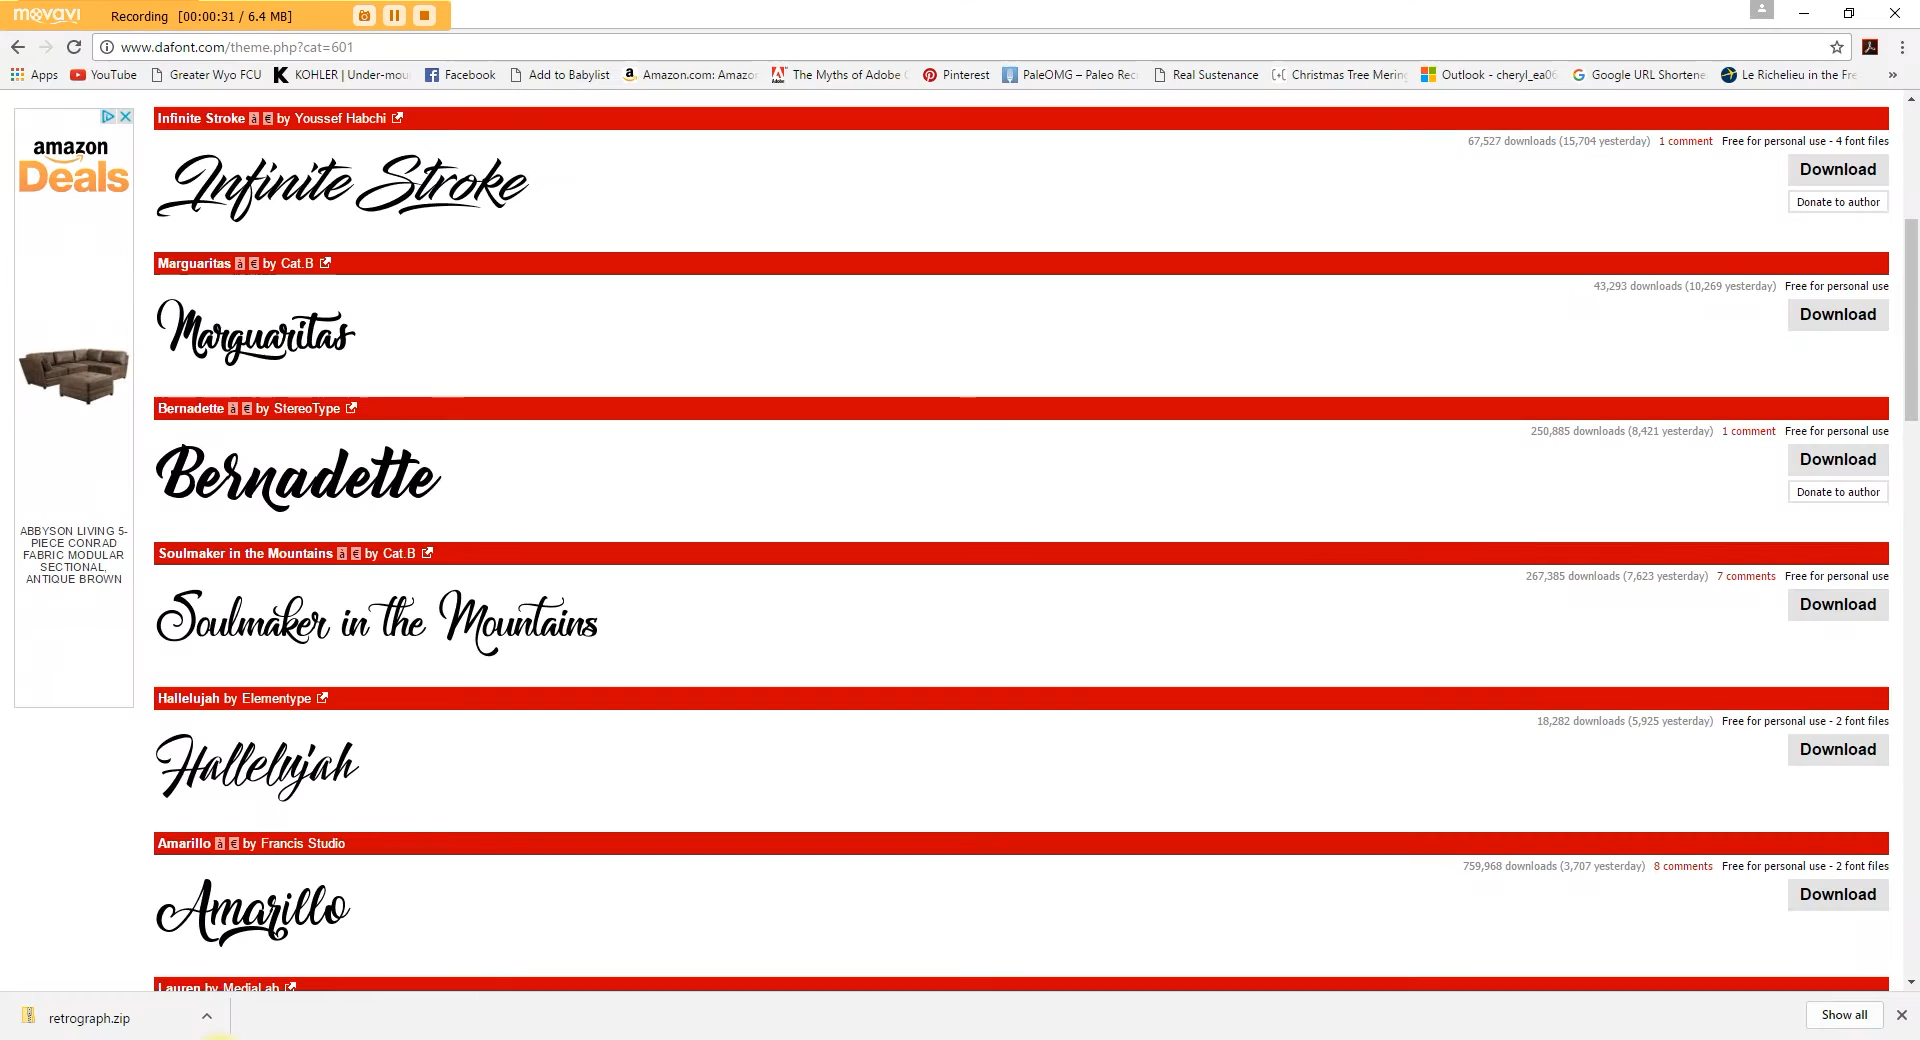 movavi Recording [00:00:31 / 6.4 MB]
www.dafont.com/theme.php?cat=601
Apps YouTube Greater Wyo FCU KOHLER | Under-mou Facebook Add to Babylist Amazon.com: Amazo The Myths of Adobe Pinterest PaleOMG – Paleo Rec Real Sustenance Christmas Tree Mering Outlook - cheryl_ea06 Google URL Shortene Le Richelieu in the Fre »
amazon
Deals
ABBYSON LIVING 5-
PIECE CONRAD
FABRIC MODULAR
SECTIONAL,
ANTIQUE BROWN
Infinite Stroke à € by Youssef Habchi
67,527 downloads (15,704 yesterday) 1 comment Free for personal use - 4 font files
Infinite Stroke
Download
Donate to author
Marguaritas à € by Cat.B
43,293 downloads (10,269 yesterday) Free for personal use
Marguaritas
Download
Bernadette à € by StereoType
250,885 downloads (8,421 yesterday) 1 comment Free for personal use
Bernadette
Download
Donate to author
Soulmaker in the Mountains à € by Cat.B
267,385 downloads (7,623 yesterday) 7 comments Free for personal use
Soulmaker in the Mountains
Download
Hallelujah by Elementype
18,282 downloads (5,925 yesterday) Free for personal use - 2 font files
Hallelujah
Download
Amarillo à € by Francis Studio
759,968 downloads (3,707 yesterday) 8 comments Free for personal use - 2 font files
Amarillo
Download
Lauren by MediaLab
retrograph.zip
Show all